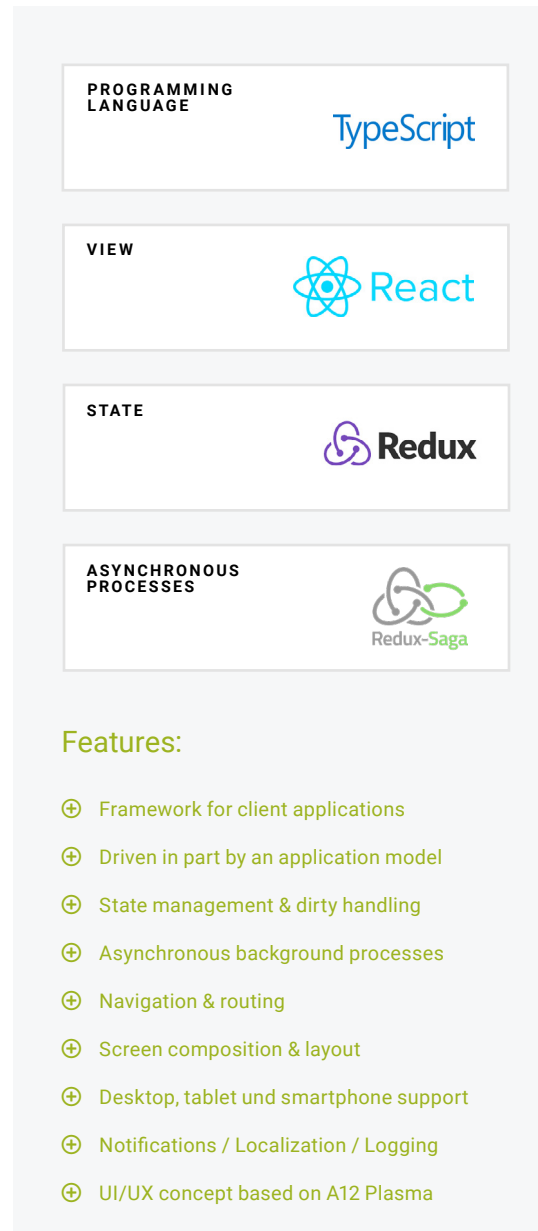 PROGRAMMING
LANGUAGE
TypeScript
VIEW
React
STATE
Redux
ASYNCHRONOUS
PROCESSES
Redux-Saga
Features:
Framework for client applications
Driven in part by an application model
State management & dirty handling
Asynchronous background processes
Navigation & routing
Screen composition & layout
Desktop, tablet und smartphone support
Notifications / Localization / Logging
UI/UX concept based on A12 Plasma